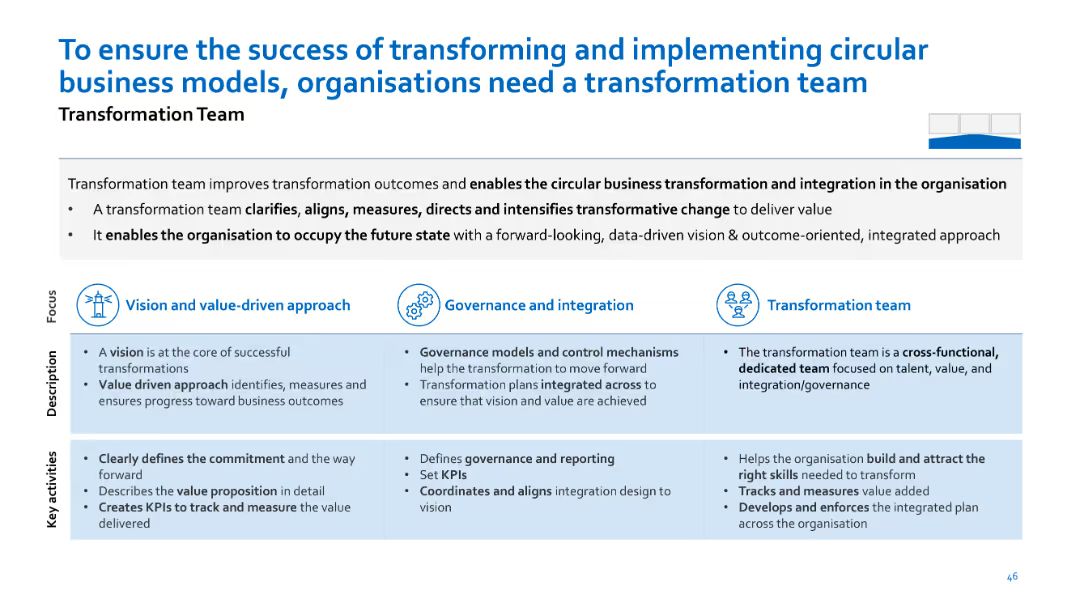 To ensure the success of transforming and implementing circular
business models, organisations need a transformation team
Transformation Team
Transformation team improves transformation outcomes and enables the circular business transformation and integration in the organisation
• A transformation team clarifies, aligns, measures, directs and intensifies transformative change to deliver value
• It enables the organisation to occupy the future state with a forward-looking, data-driven vision & outcome-oriented, integrated approach
Focus
Vision and value-driven approach
Governance and integration
Transformation team
Description
• A vision is at the core of successful
transformations
• Value driven approach identifies, measures and
ensures progress toward business outcomes
• Governance models and control mechanisms
help the transformation to move forward
• Transformation plans integrated across to
ensure that vision and value are achieved
• The transformation team is a cross-functional,
dedicated team focused on talent, value, and
integration/governance
Key activities
• Clearly defines the commitment and the way
forward
• Describes the value proposition in detail
• Creates KPIs to track and measure the value
delivered
• Defines governance and reporting
• Set KPIs
• Coordinates and aligns integration design to
vision
• Helps the organisation build and attract the
right skills needed to transform
• Tracks and measures value added
• Develops and enforces the integrated plan
across the organisation
46